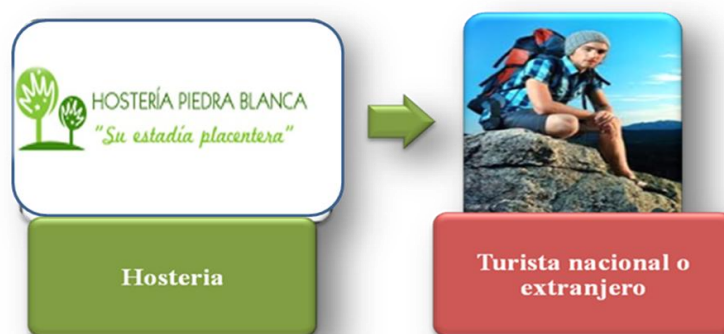 HOSTERÍA PIEDRA BLANCA
"Su estadía placentera"
Hosteria
Turista nacional o
extranjero